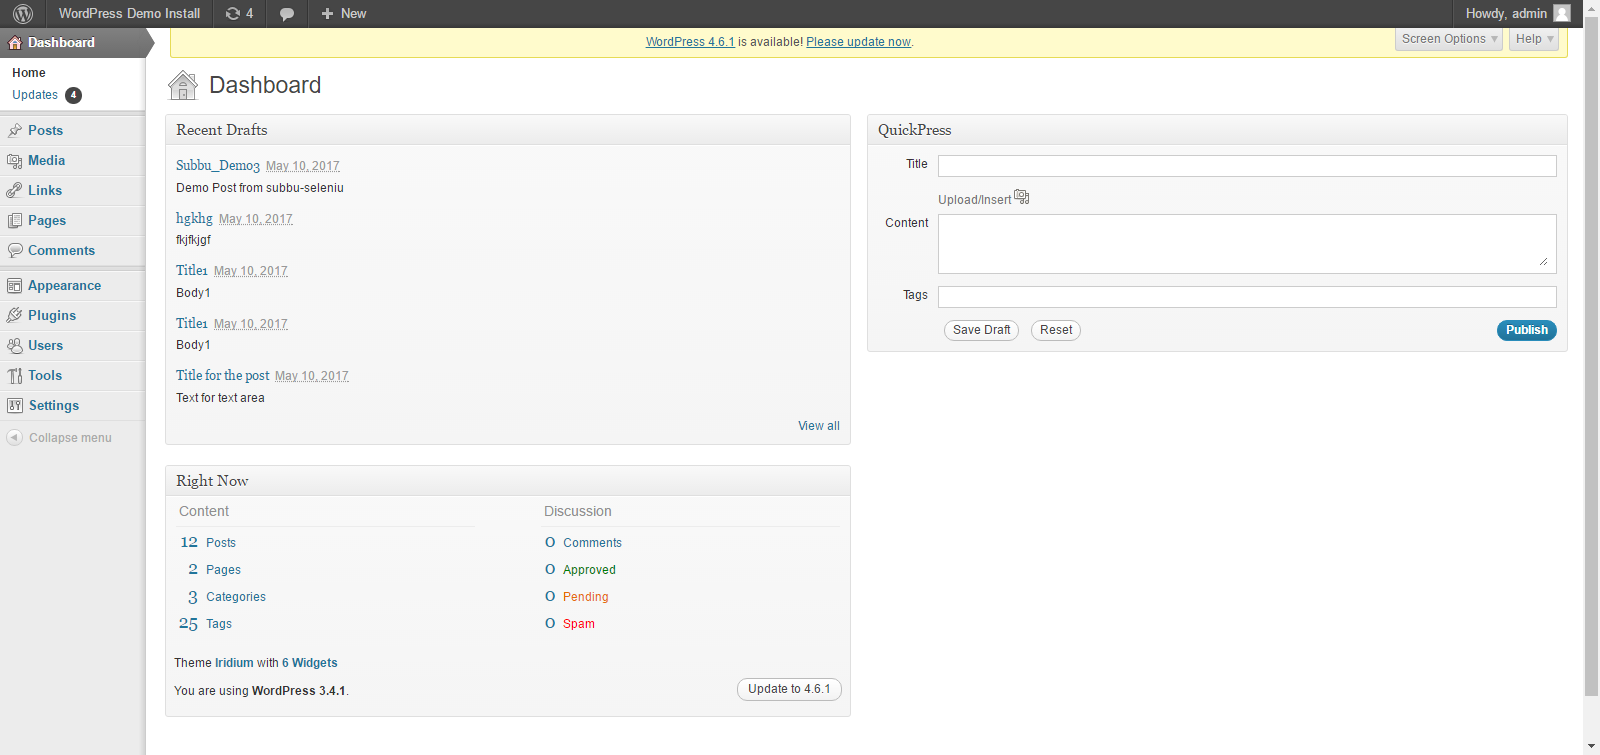 WordPress Demo Install 4 + New Howdy, admin
WordPress 4.6.1 is available! Please update now.
Screen Options Help
Dashboard
Home
Updates 4
Posts
Media
Links
Pages
Comments
Appearance
Plugins
Users
Tools
Settings
Collapse menu
Dashboard
Recent Drafts
Subbu_Demo3 May 10, 2017
Demo Post from subbu-seleniu
hgkhg May 10, 2017
fkjfkjgf
Title1 May 10, 2017
Body1
Title1 May 10, 2017
Body1
Title for the post May 10, 2017
Text for text area
View all
Right Now
Content
12 Posts
2 Pages
3 Categories
25 Tags
Discussion
0 Comments
0 Approved
0 Pending
0 Spam
Theme Iridium with 6 Widgets
You are using WordPress 3.4.1.
Update to 4.6.1
QuickPress
Title
Upload/Insert
Content
Tags
Save Draft Reset Publish